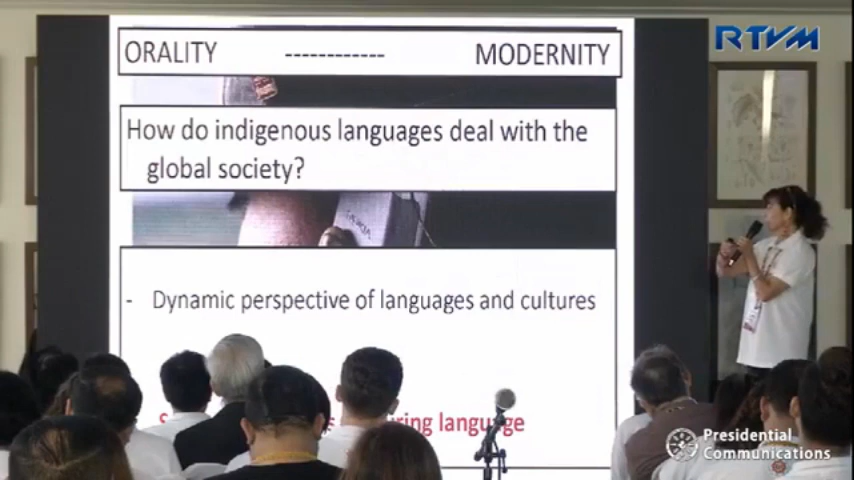 RTVM
ORALITY ------------ MODERNITY
How do indigenous languages deal with the
global society?
- Dynamic perspective of languages and cultures
language
Presidential
Communications